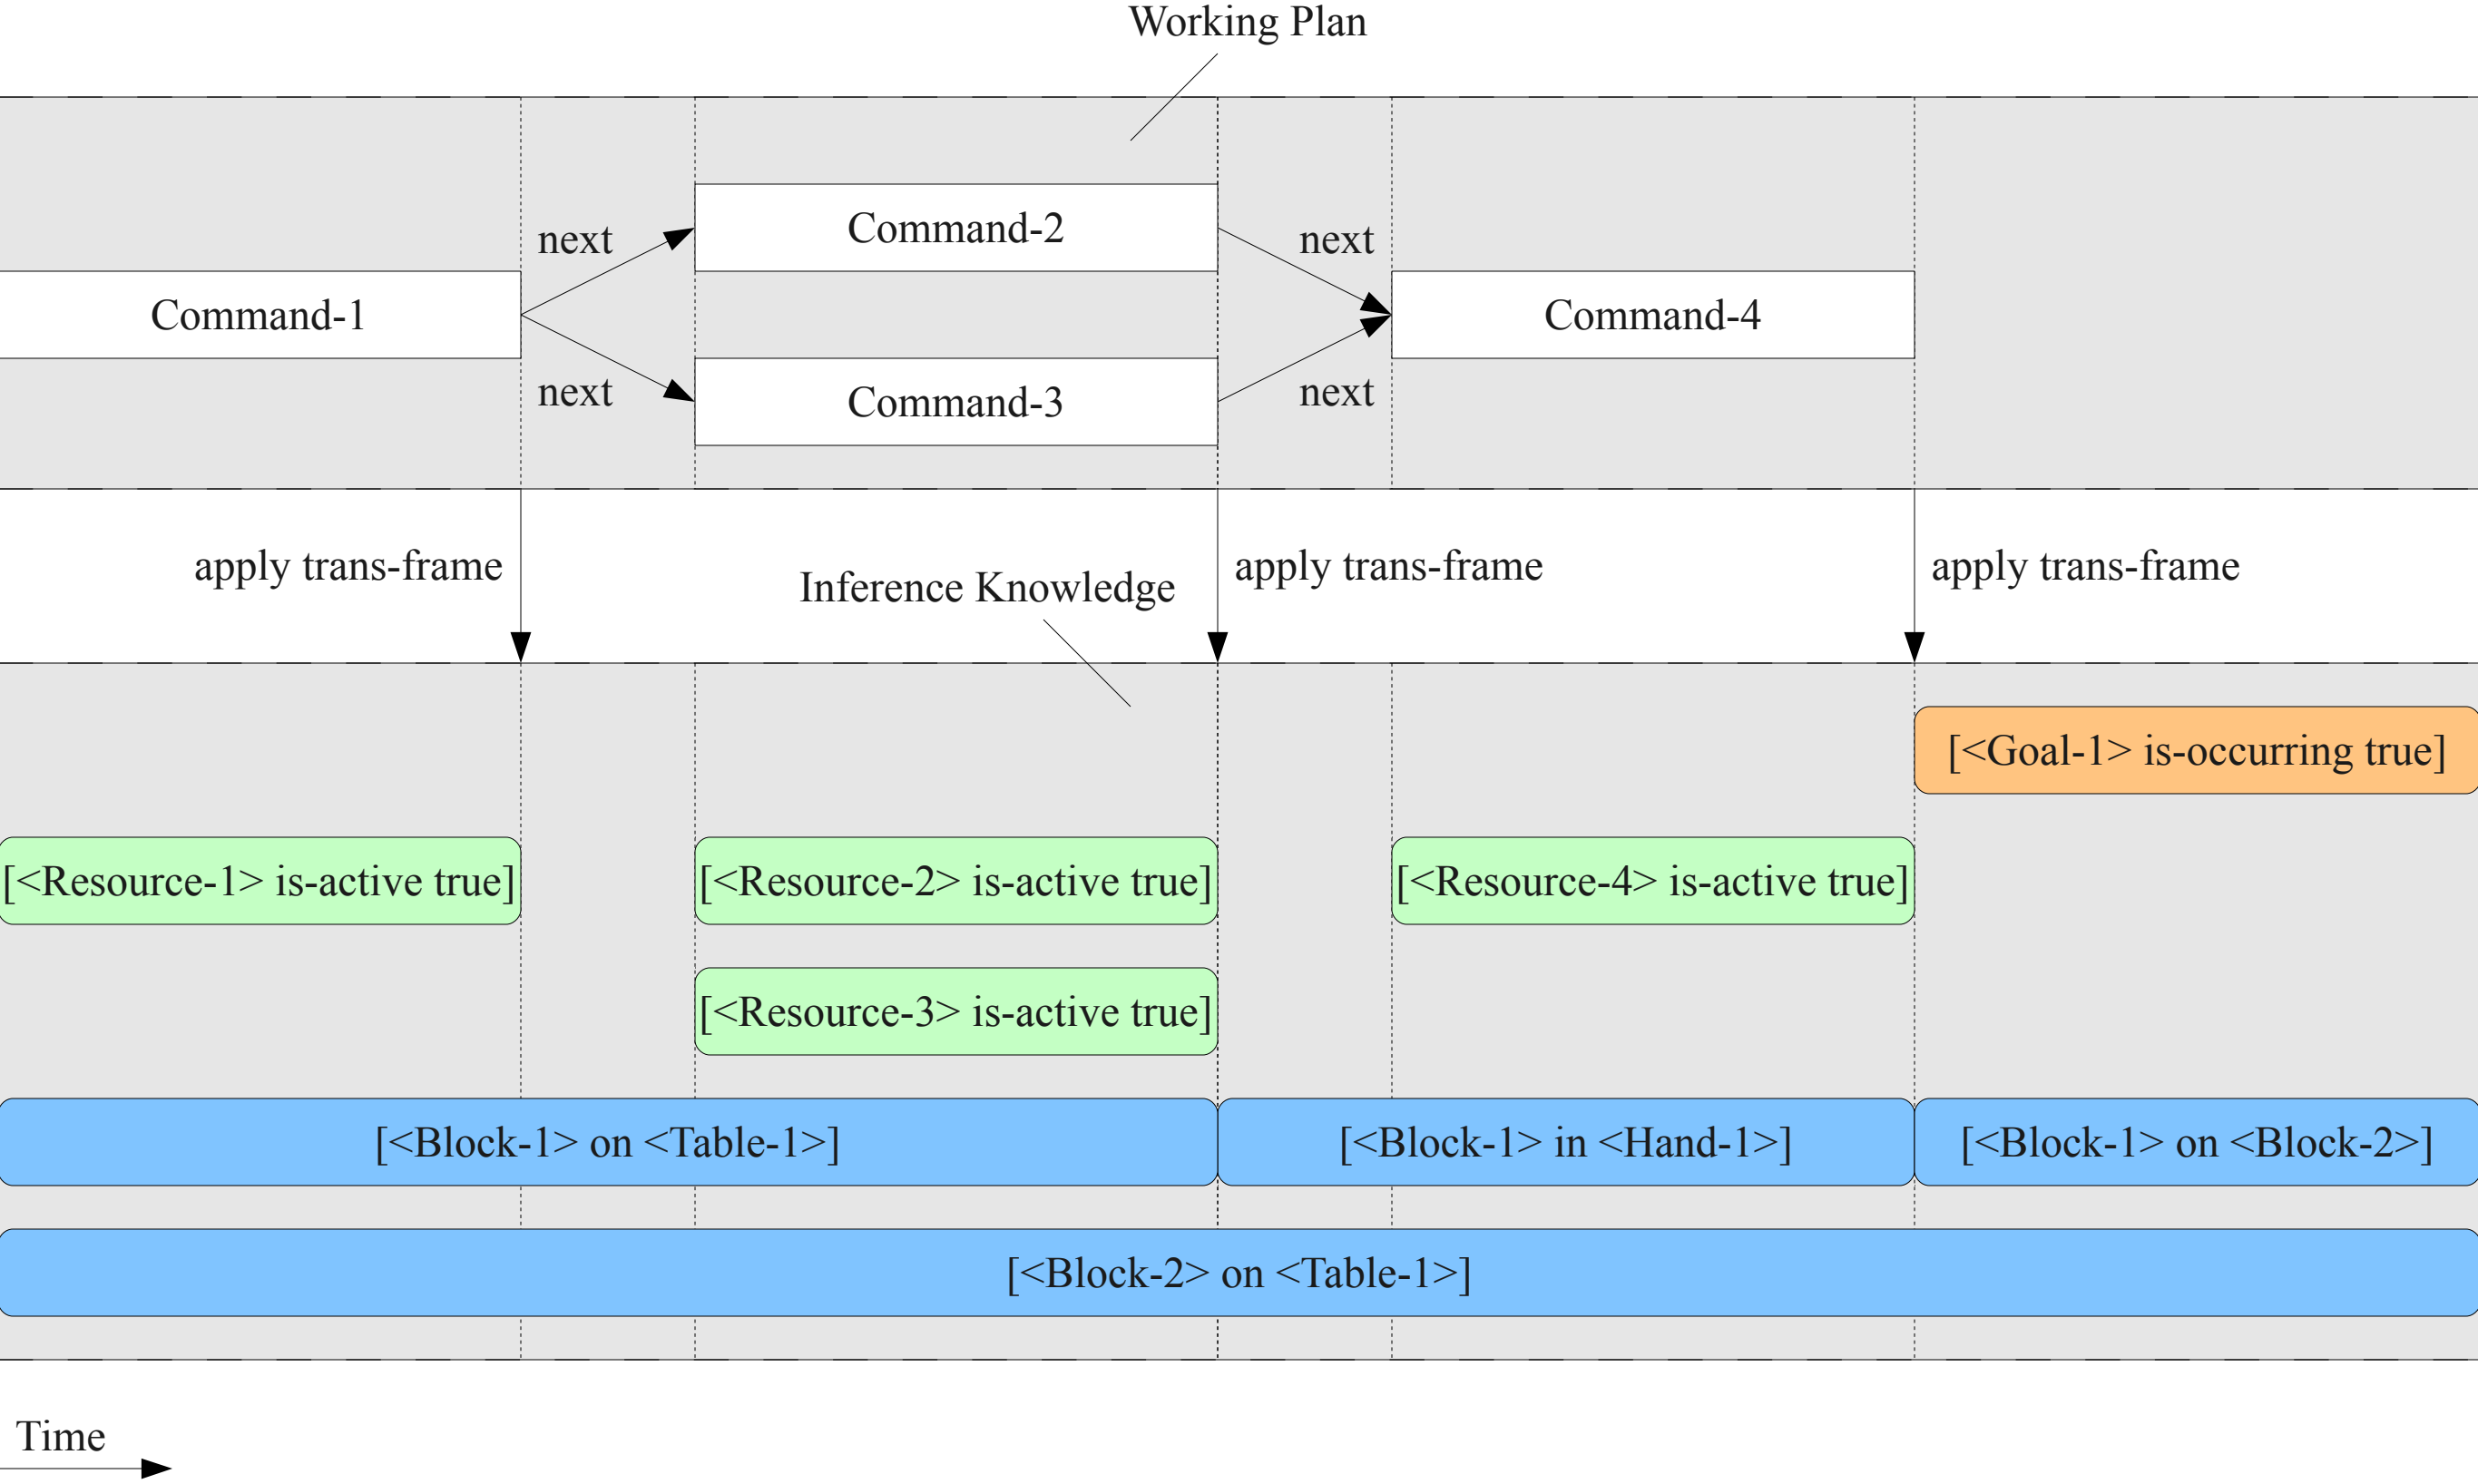 Working Plan
Command-2
next
next
Command-1
Command-4
next
next
Command-3
apply trans-frame
apply trans-frame
apply trans-frame
Inference Knowledge
[<Goal-1> is-occurring true]
[<Resource-1> is-active true]
[<Resource-2> is-active true]
[<Resource-4> is-active true]
[<Resource-3> is-active true]
[<Block-1> on <Table-1>]
[<Block-1> in <Hand-1>]
[<Block-1> on <Block-2>]
[<Block-2> on <Table-1>]
Time